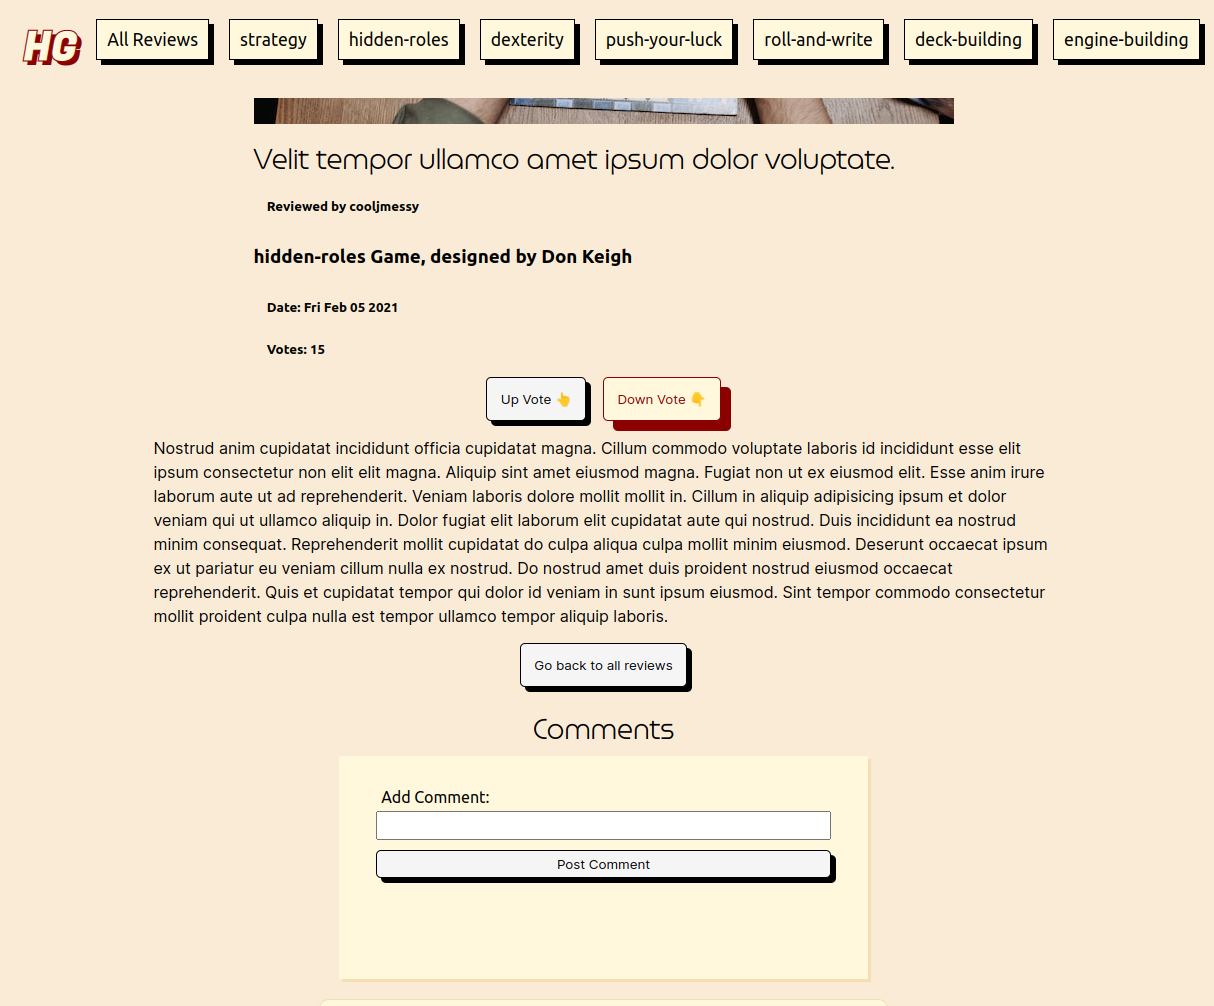 HG
All Reviews
strategy
hidden-roles
dexterity
push-your-luck
roll-and-write
deck-building
engine-building
Velit tempor ullamco amet ipsum dolor voluptate.
Reviewed by cooljmessy
hidden-roles Game, designed by Don Keigh
Date: Fri Feb 05 2021
Votes: 15
Up Vote 👆
Down Vote 👇
Nostrud anim cupidatat incididunt officia cupidatat magna. Cillum commodo voluptate laboris id incididunt esse elit
ipsum consectetur non elit elit magna. Aliquip sint amet eiusmod magna. Fugiat non ut ex eiusmod elit. Esse anim irure
laborum aute ut ad reprehenderit. Veniam laboris dolore mollit mollit in. Cillum in aliquip adipisicing ipsum et dolor
veniam qui ut ullamco aliquip in. Dolor fugiat elit laborum elit cupidatat aute qui nostrud. Duis incididunt ea nostrud
minim consequat. Reprehenderit mollit cupidatat do culpa aliqua culpa mollit minim eiusmod. Deserunt occaecat ipsum
ex ut pariatur eu veniam cillum nulla ex nostrud. Do nostrud amet duis proident nostrud eiusmod occaecat
reprehenderit. Quis et cupidatat tempor qui dolor id veniam in sunt ipsum eiusmod. Sint tempor commodo consectetur
mollit proident culpa nulla est tempor ullamco tempor aliquip laboris.
Go back to all reviews
Comments
Add Comment:
Post Comment